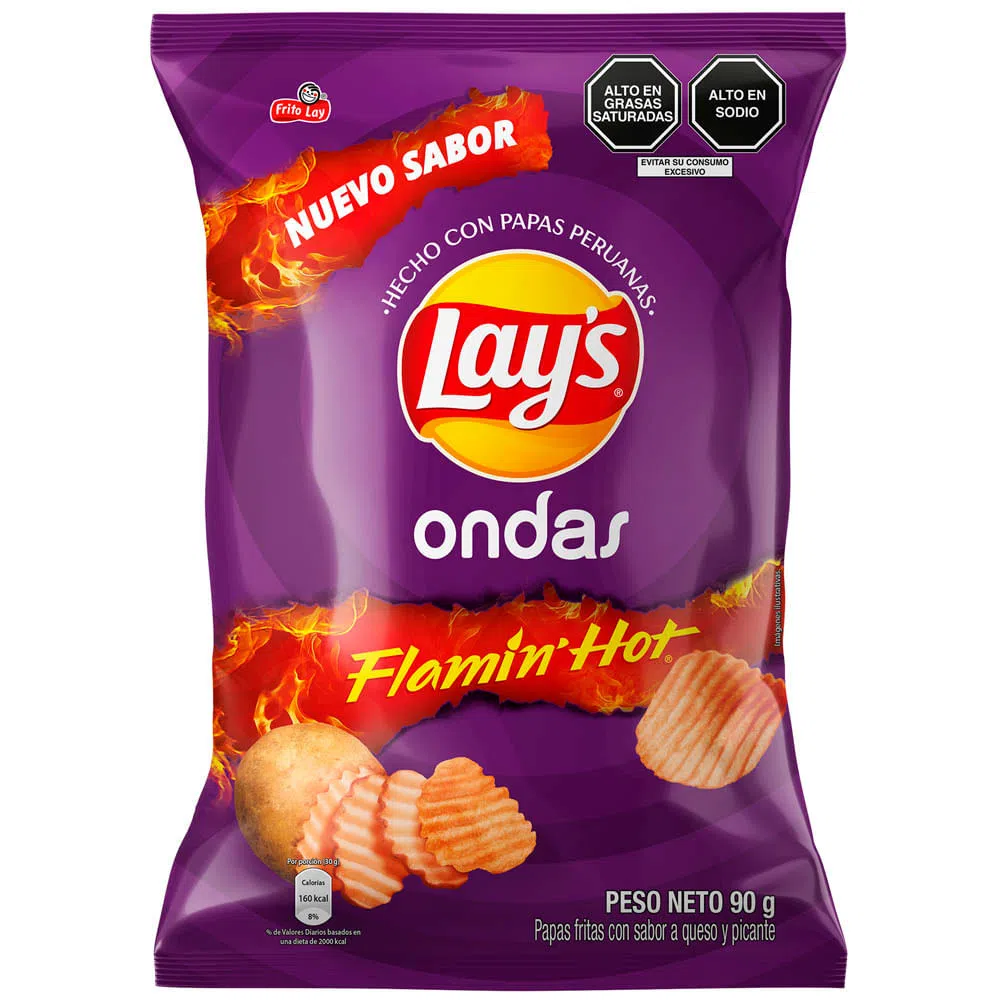 Frito Lay
NUEVO SABOR
ALTO EN
GRASAS
SATURADAS
ALTO EN
SODIO
EVITAR SU CONSUMO
EXCESIVO
·HECHO CON PAPAS PERUANAS·
Lay's®
ondas
Flamin' Hot®
Imágenes ilustrativas
Por porción (30 g)
Calorías
160 kcal
8%
% de Valores Diarios basados en
una dieta de 2000 kcal
PESO NETO 90 g
Papas fritas con sabor a queso y picante